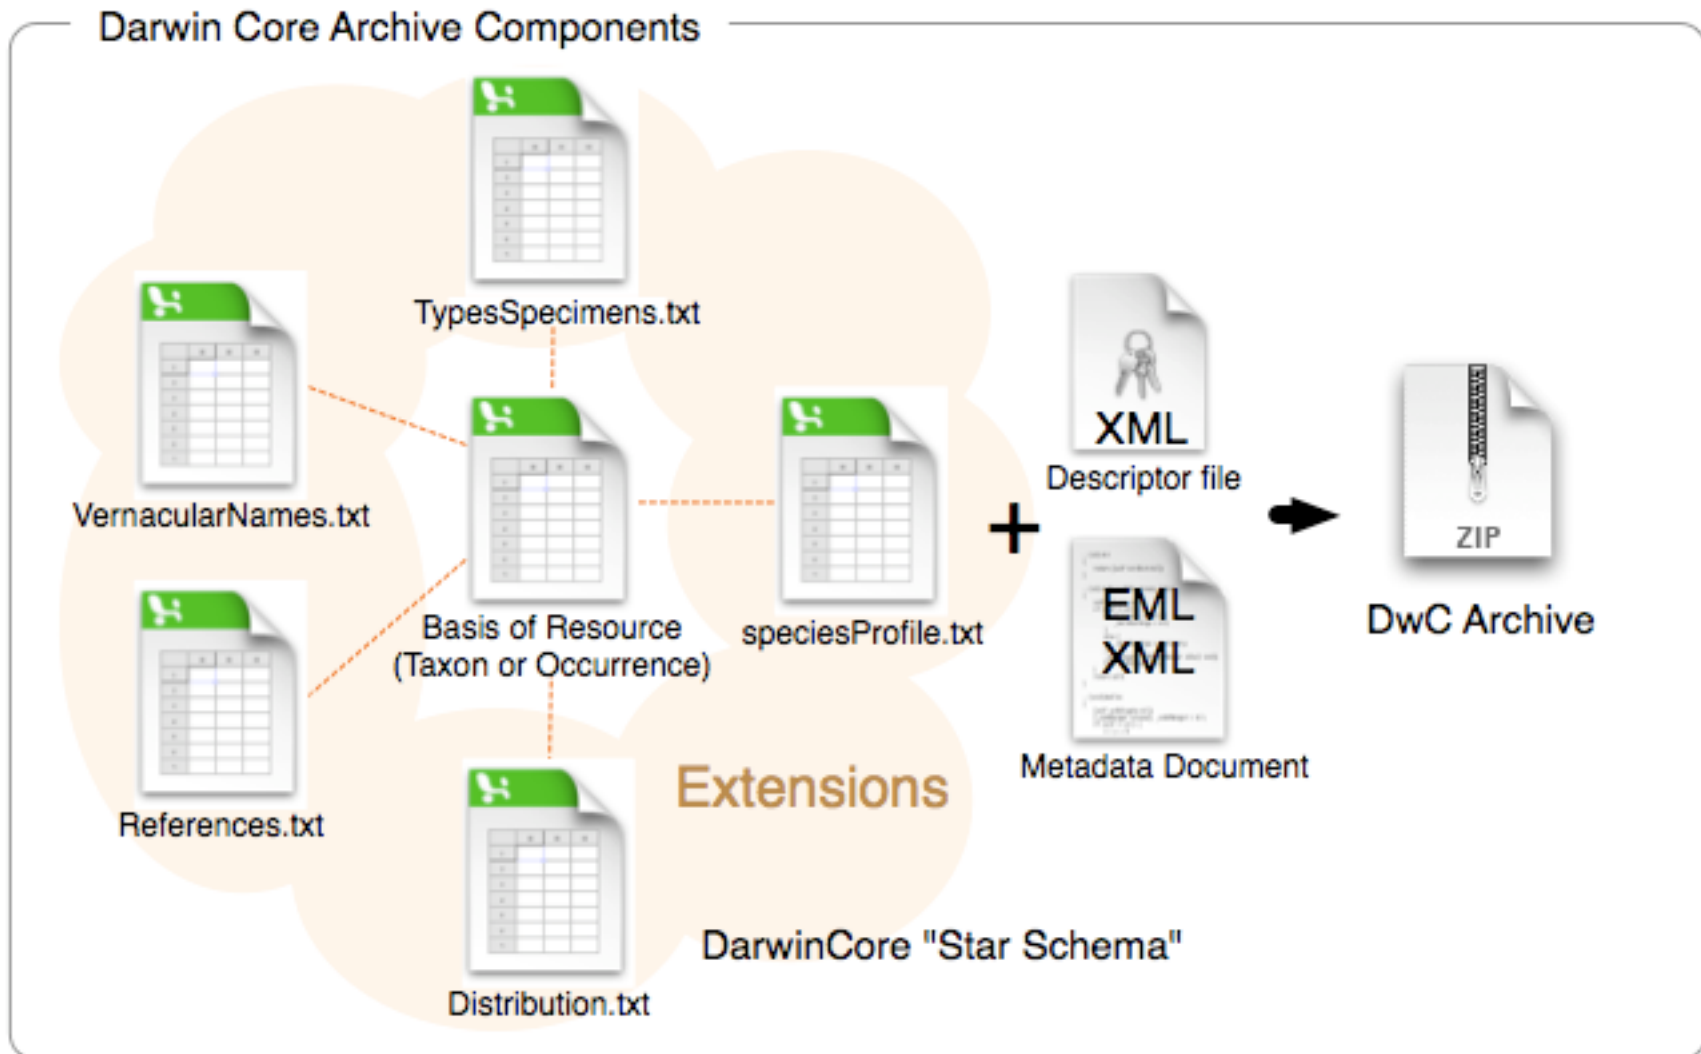 Darwin Core Archive Components
TypesSpecimens.txt
VernacularNames.txt
Basis of Resource
(Taxon or Occurrence)
speciesProfile.txt
References.txt
Distribution.txt
Extensions
DarwinCore "Star Schema"
+
XML
Descriptor file
EML
XML
Metadata Document
ZIP
DwC Archive